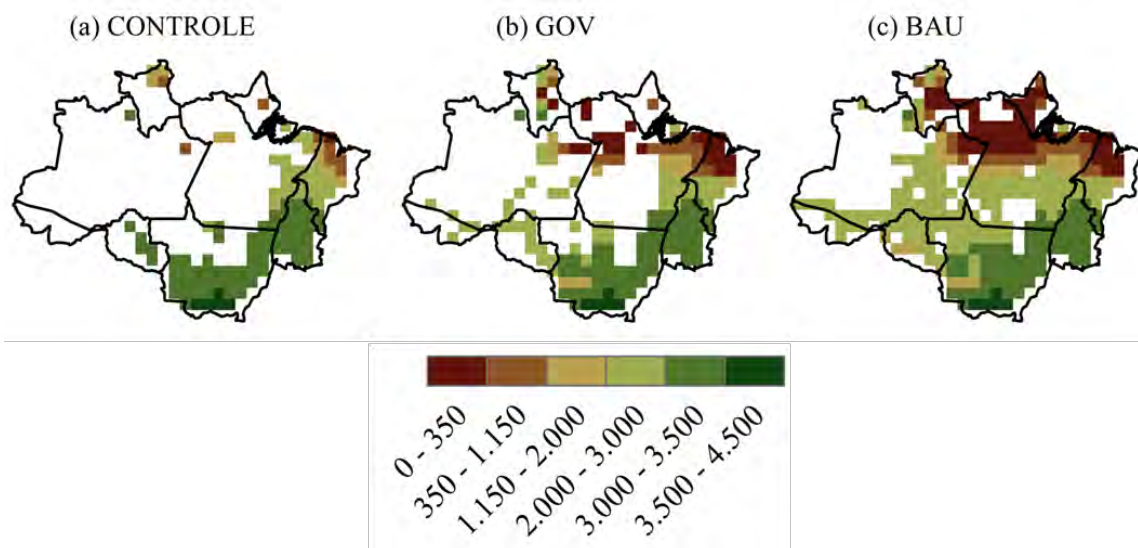 (a) CONTROLE
(b) GOV
(c) BAU
0 - 350
350 - 1.150
1.150 - 2.000
2.000 - 3.000
3.000 - 3.500
3.500 - 4.500